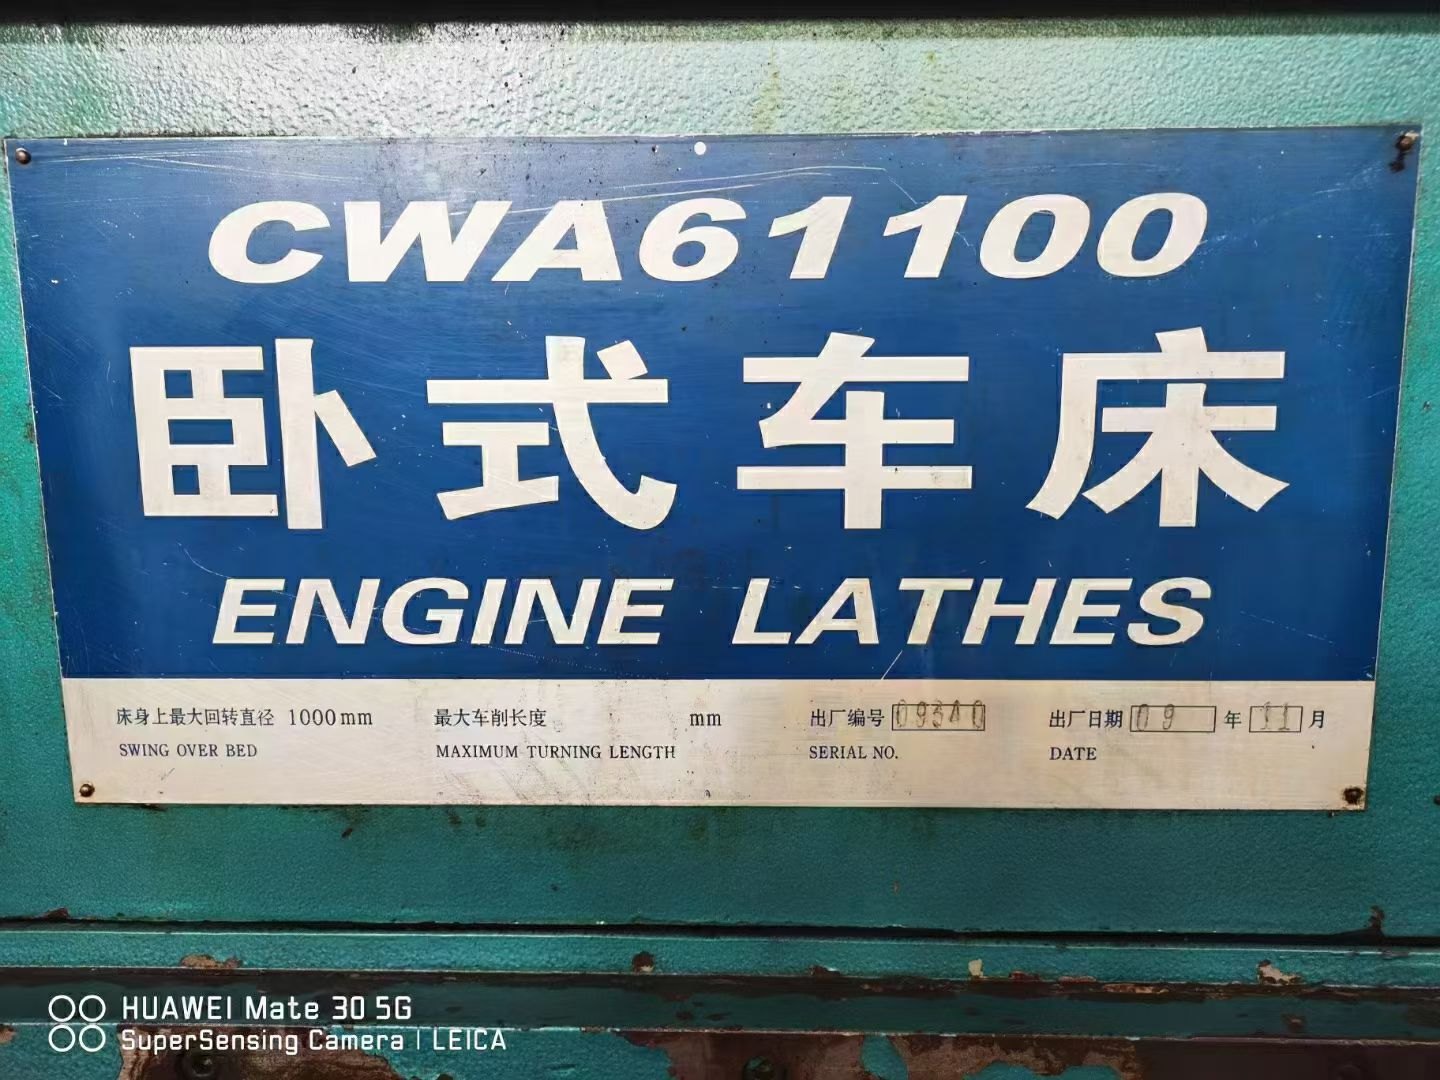 CWA61100
卧式车床
ENGINE LATHES
床身上最大回转直径 1000mm 最大车削长度 mm 出厂编号 09340 出厂日期 09 年 11 月
SWING OVER BED MAXIMUM TURNING LENGTH SERIAL NO. DATE
HUAWEI Mate 30 5G
SuperSensing Camera | LEICA